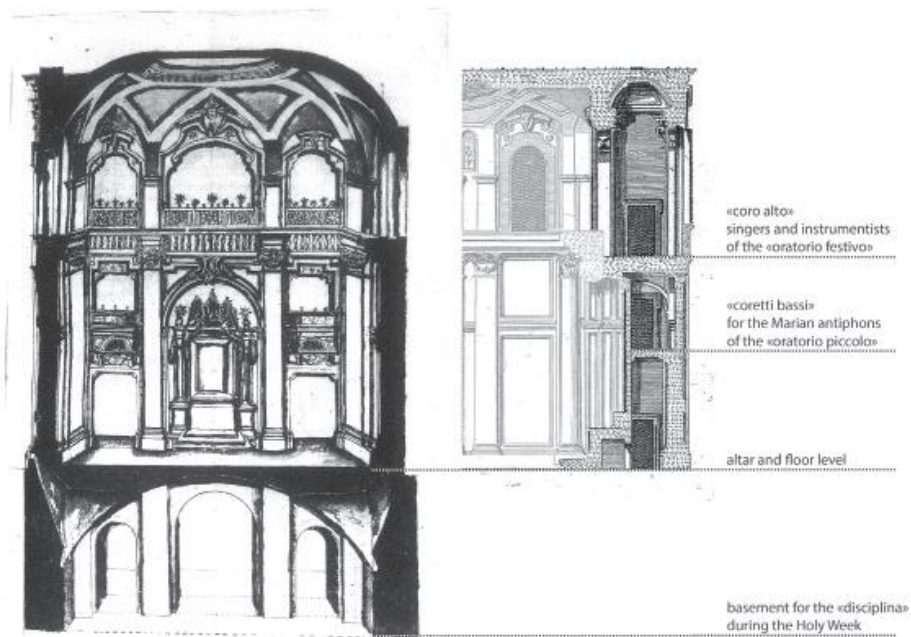 «coro alto»
singers and instrumentists
of the «oratorio festivo»
«coretti bassi»
for the Marian antiphons
of the «oratorio piccolo»
altar and floor level
basement for the «disciplina»
during the Holy Week